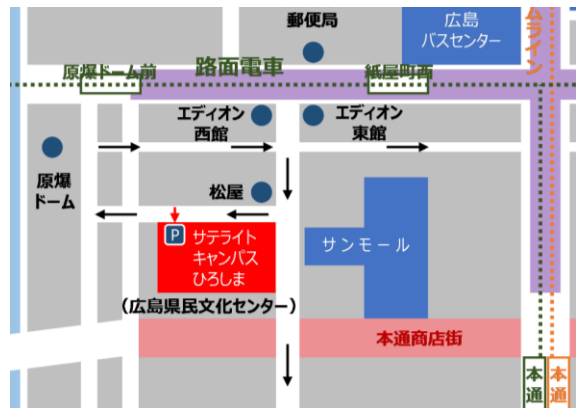 郵便局
広島
バスセンター
ムライン
原爆ドーム前
路面電車
紙屋町西
エディオン
西館
エディオン
東館
原爆
ドーム
松屋
P
サテライト
キャンパス
ひろしま
サンモール
(広島県民文化センター)
本通商店街
本通
本通